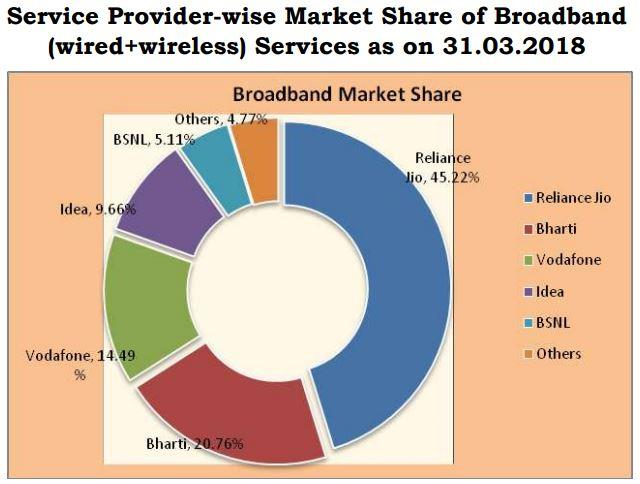 Service Provider-wise Market Share of Broadband
(wired+wireless) Services as on 31.03.2018
Broadband Market Share
Others, 4.77%
BSNL, 5.11%
Reliance
Jio, 45.22%
Idea, 9.66%
Vodafone, 14.49
%
Bharti, 20.76%
Reliance Jio
Bharti
Vodafone
Idea
BSNL
Others